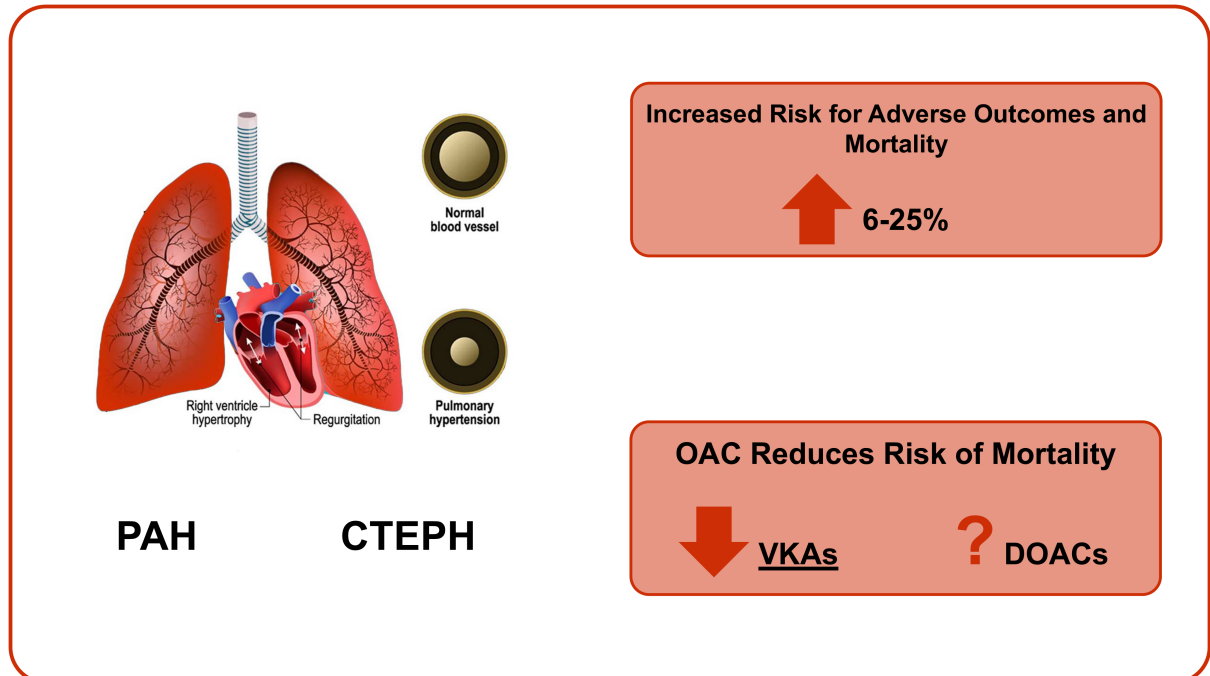 Normal
blood vessel
Right ventricle
hypertrophy
Regurgitation
Pulmonary
hypertension
PAH
CTEPH
Increased Risk for Adverse Outcomes and
Mortality
6-25%
OAC Reduces Risk of Mortality
VKAs
? DOACs